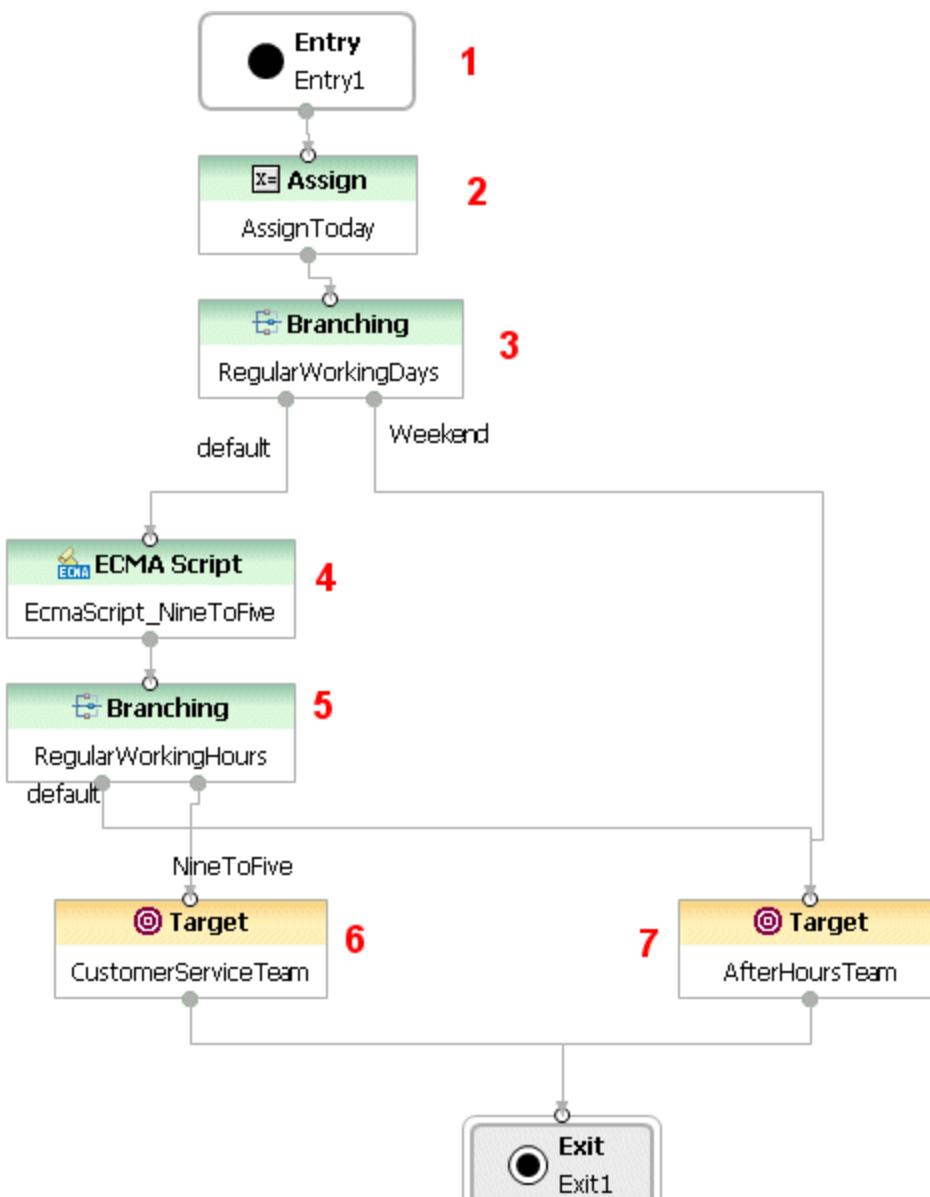 Entry
Entry1
1
X= Assign
AssignToday
2
Branching
RegularWorkingDays
3
default
Weekend
ECMA ECMA Script
EcmaScript_NineToFive
4
Branching
RegularWorkingHours
5
default
NineToFive
Target
CustomerServiceTeam
6
7
Target
AfterHoursTeam
Exit
Exit1